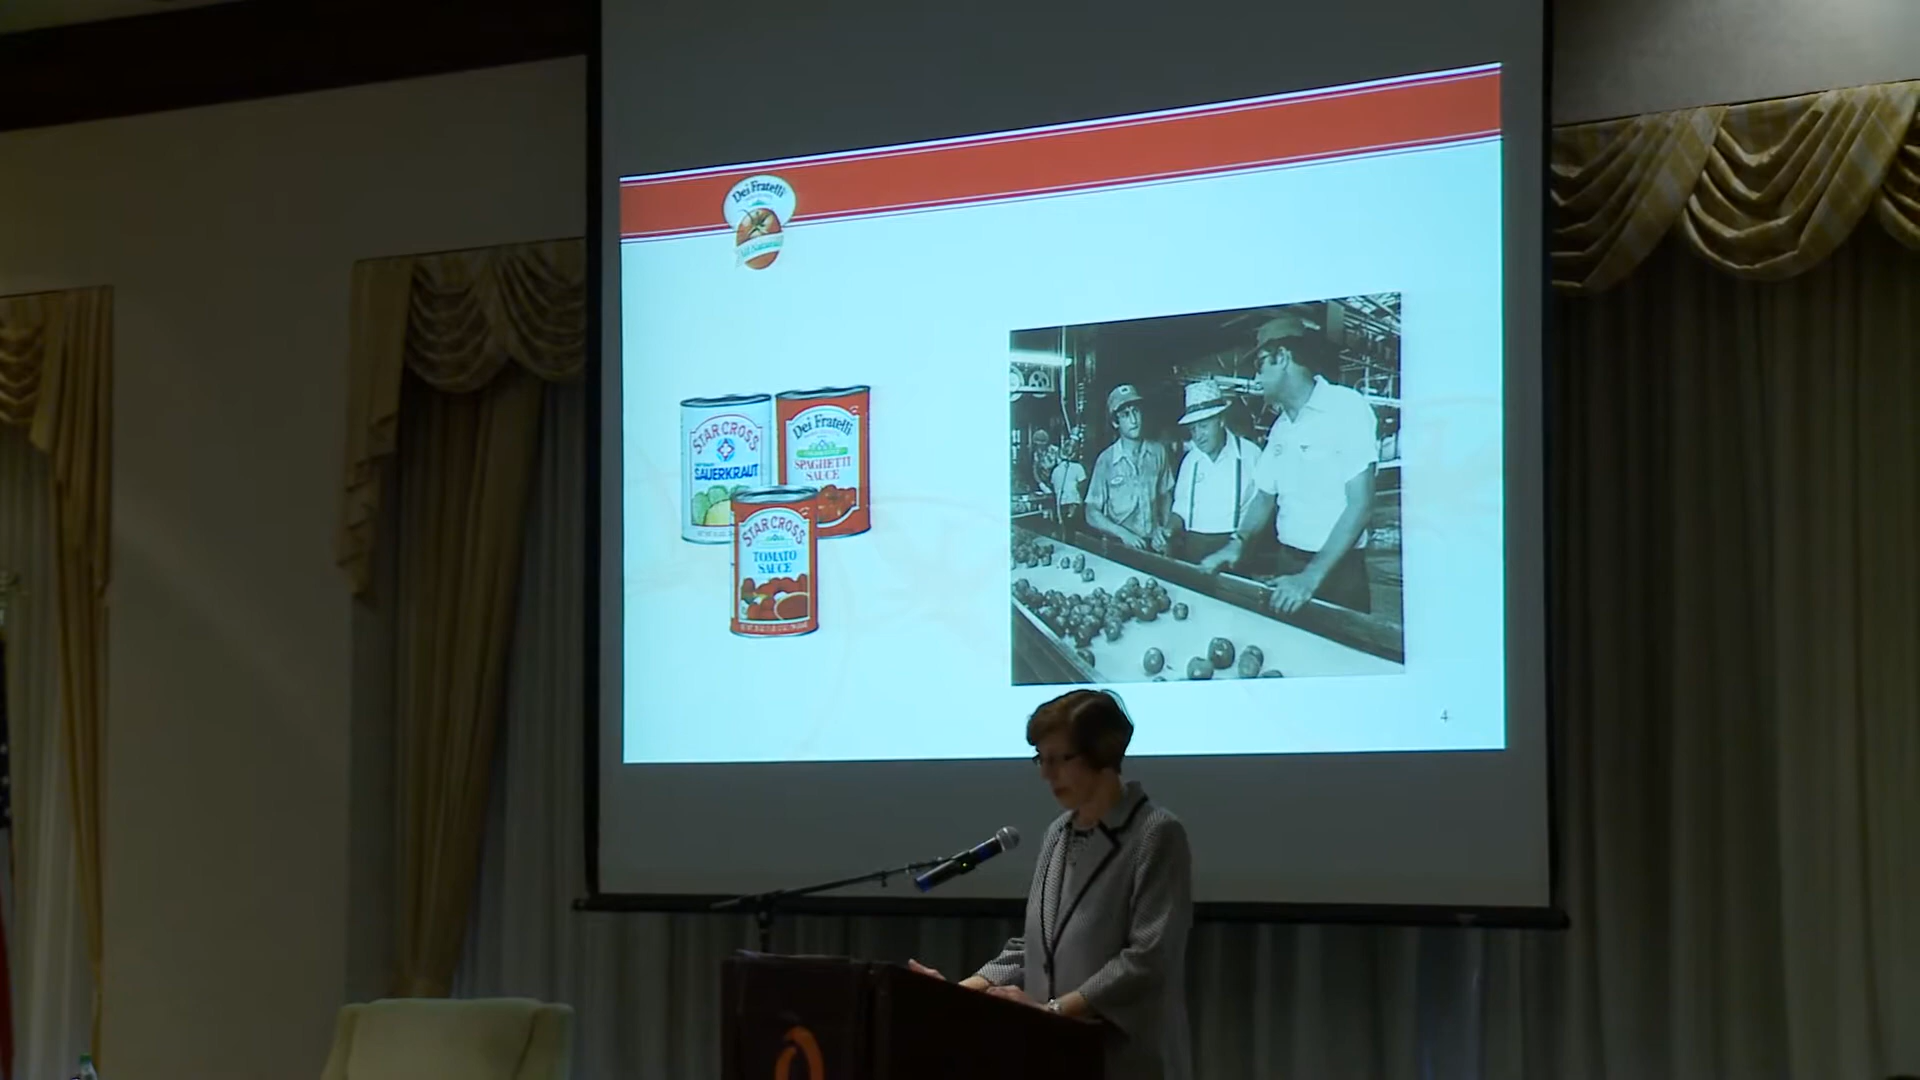 Dei Fratelli
All Natural
STAR CROSS
SAUERKRAUT
Dei Fratelli
SPAGHETTI
SAUCE
STAR CROSS
TOMATO
SAUCE
4